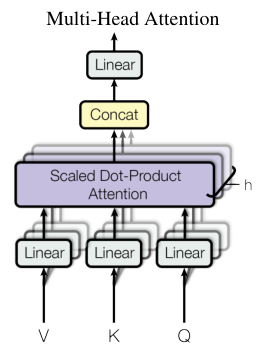 Multi-Head Attention
Linear
Concat
Scaled Dot-Product
Attention
h
Linear Linear Linear
V K Q